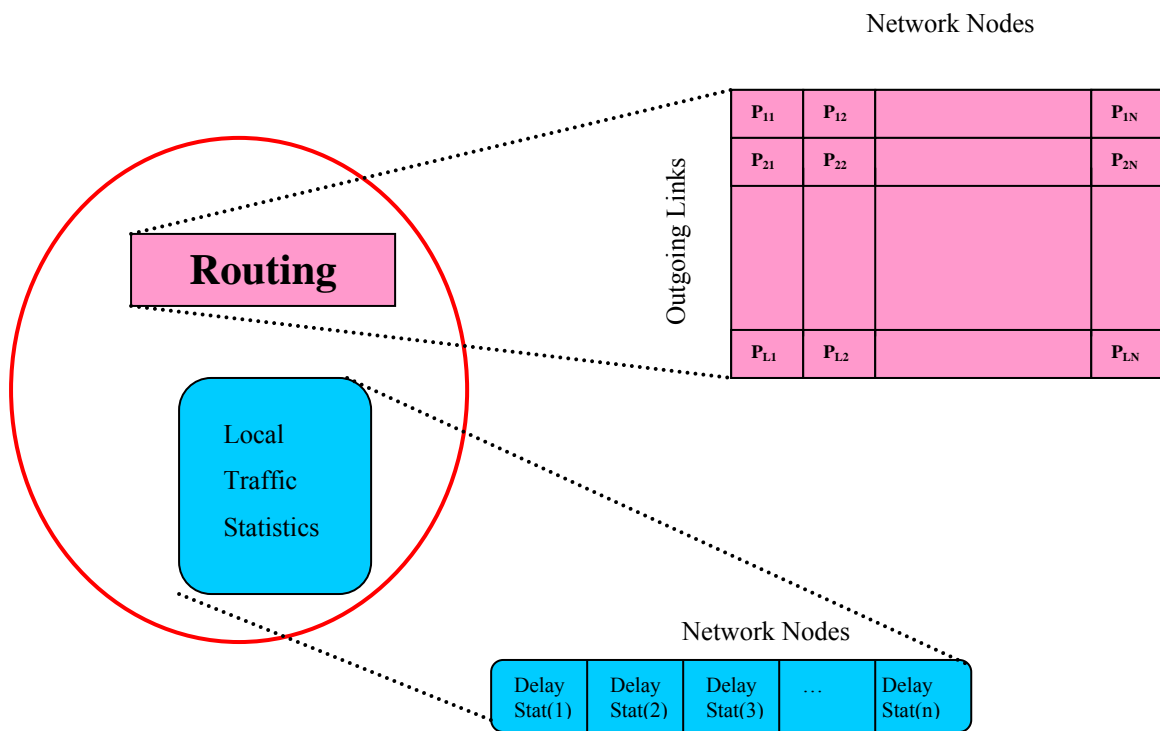 Network Nodes
P11 P12 P1N
P21 P22 P2N
Outgoing Links
PL1 PL2 PLN
Routing
Local
Traffic
Statistics
Network Nodes
Delay Delay Delay … Delay
Stat(1) Stat(2) Stat(3) Stat(n)